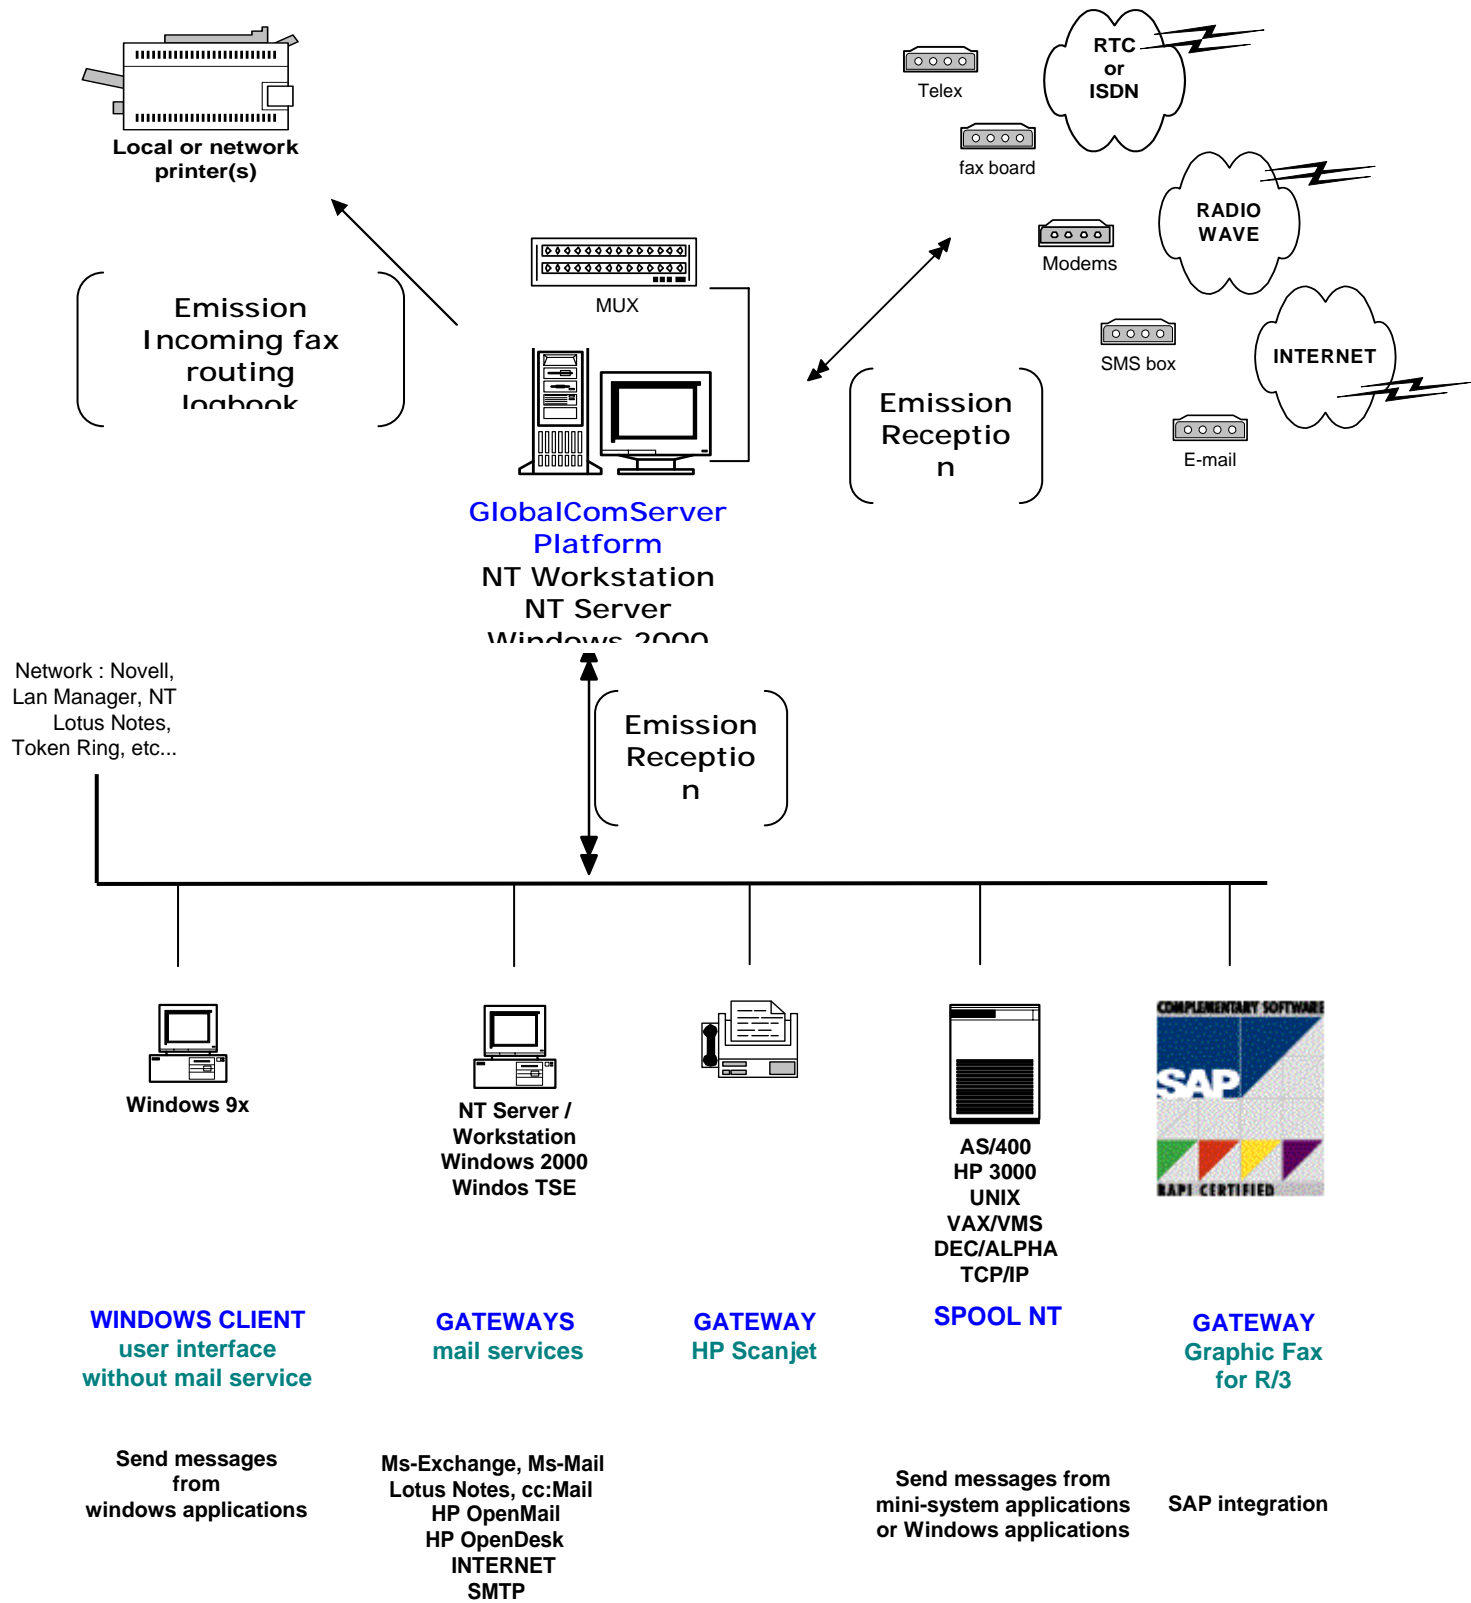 RTC
or
ISDN
Telex
fax board
Local or network
printer(s)
RADIO
WAVE
Modems
MUX
Emission
Incoming fax
routing
logbook
SMS box
INTERNET
Emission
Receptio
n
E-mail
GlobalComServer
Platform
NT Workstation
NT Server
Windows 2000
Network : Novell,
Lan Manager, NT
Lotus Notes,
Token Ring, etc...
Emission
Receptio
n
Windows 9x
NT Server /
Workstation
Windows 2000
Windos TSE
AS/400
HP 3000
UNIX
VAX/VMS
DEC/ALPHA
TCP/IP
COMPLEMENTARY SOFTWARE
SAP
BAPI CERTIFIED
WINDOWS CLIENT
user interface
without mail service
GATEWAYS
mail services
GATEWAY
HP Scanjet
SPOOL NT
GATEWAY
Graphic Fax
for R/3
Send messages
from
windows applications
Ms-Exchange, Ms-Mail
Lotus Notes, cc:Mail
HP OpenMail
HP OpenDesk
INTERNET
SMTP
Send messages from
mini-system applications
or Windows applications
SAP integration